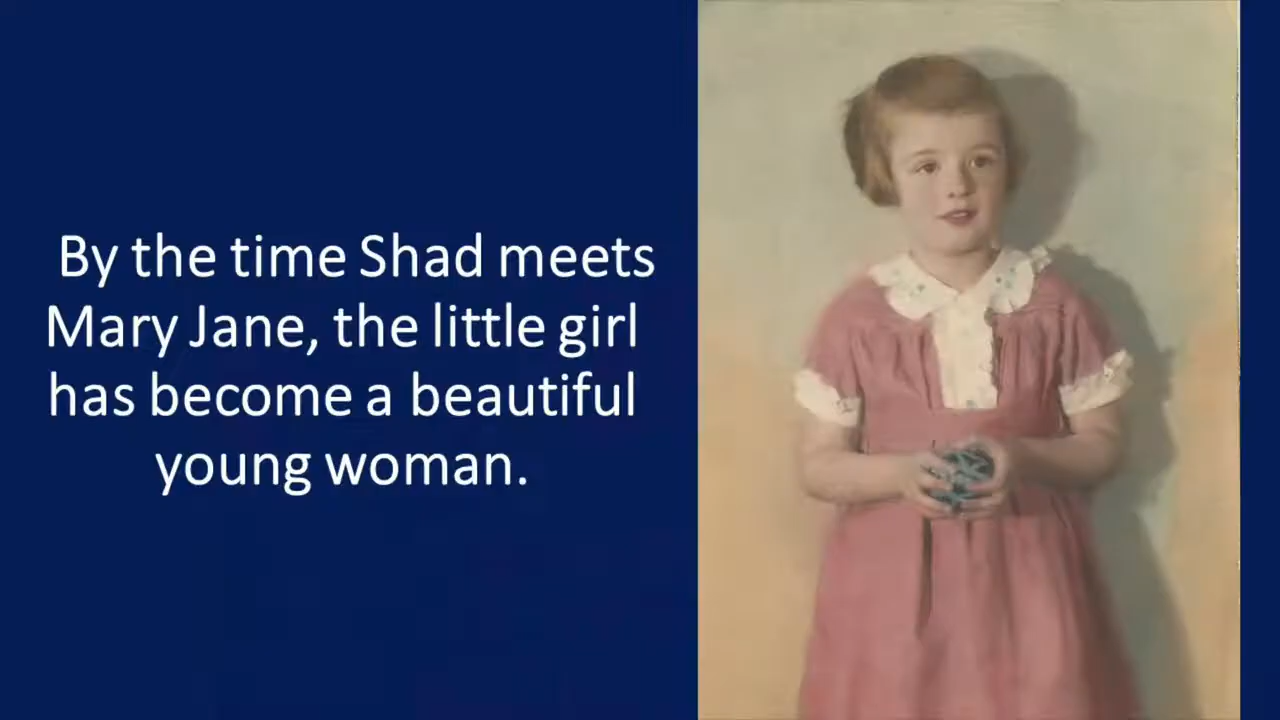 By the time Shad meets
Mary Jane, the little girl
has become a beautiful
young woman.